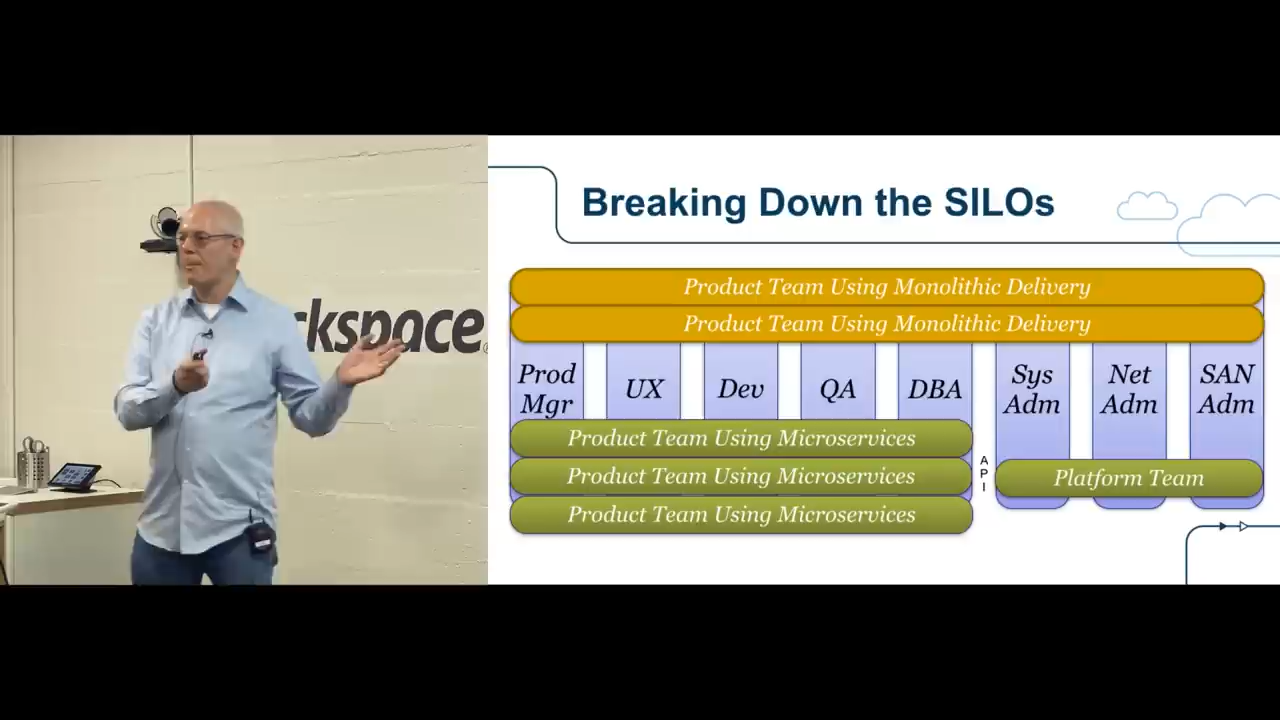 ckspace.
Breaking Down the SILOs
Product Team Using Monolithic Delivery
Product Team Using Monolithic Delivery
Prod
Mgr
UX
Dev
QA
DBA
Sys
Adm
Net
Adm
SAN
Adm
Product Team Using Microservices
Product Team Using Microservices
Product Team Using Microservices
A
P
I
Platform Team